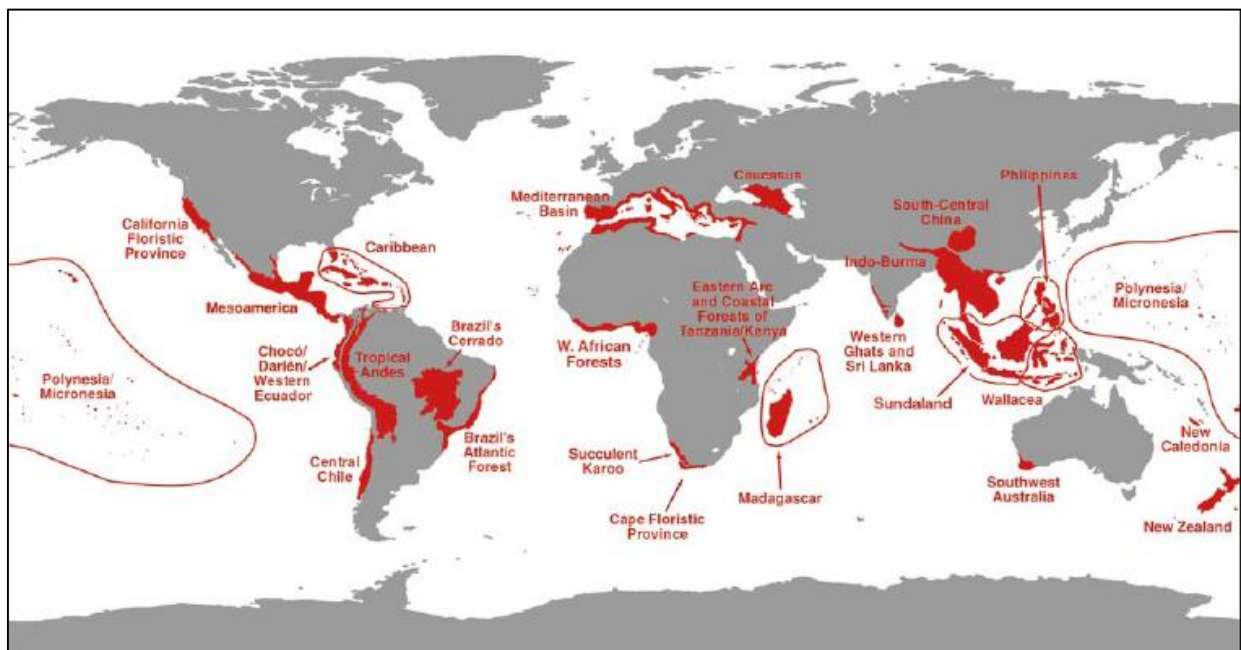 Caucasus
Philippines
Mediterranean
Basin
South-Central
China
California
Floristic
Province
Caribbean
Indo-Burma
Eastern Arc
and Coastal
Forests of
Tanzania/Kenya
Polynesia/
Micronesia
Mesoamerica
Brazil's
Cerrado
W. African
Forests
Western
Ghats and
Sri Lanka
Chocó/
Darién/
Western
Ecuador
Tropical
Andes
Polynesia/
Micronesia
Sundaland
Wallacea
Brazil's
Atlantic
Forest
New
Caledonia
Central
Chile
Succulent
Karoo
Madagascar
Southwest
Australia
Cape Floristic
Province
New Zealand